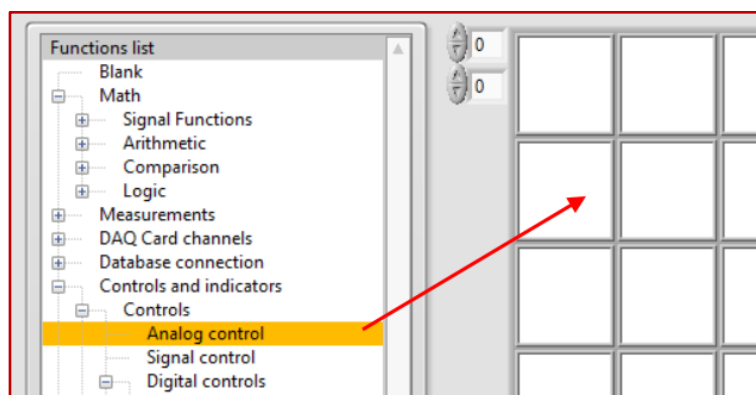 Functions list
Blank
Math
Signal Functions
Arithmetic
Comparison
Logic
Measurements
DAQ Card channels
Database connection
Controls and indicators
Controls
Analog control
Signal control
Digital controls
0
0